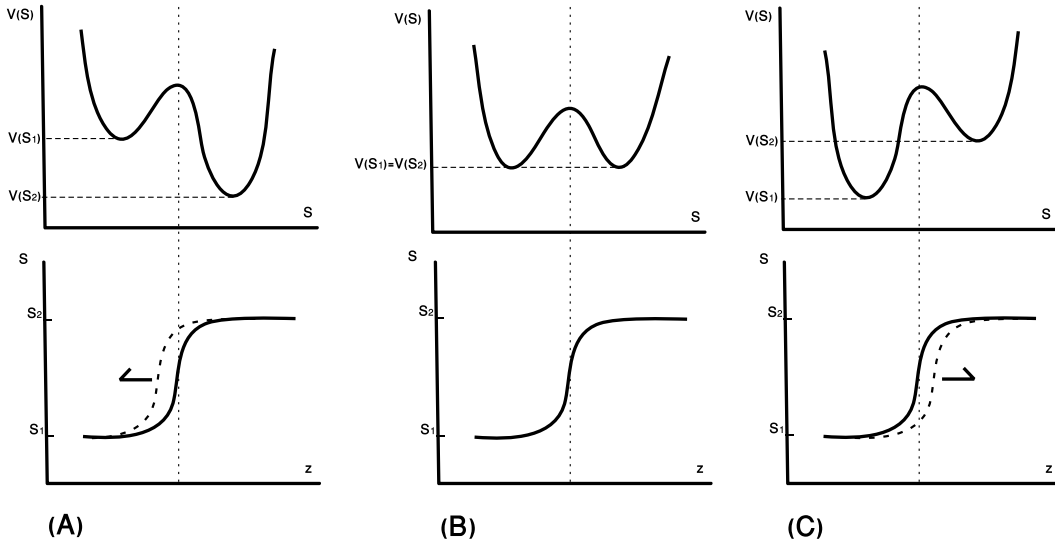 V(S)
V(S1)
V(S2)
S
V(S)
V(S1)=V(S2)
S
V(S)
V(S2)
V(S1)
S
S
S2
S1
z
S
S2
S1
z
S
S2
S1
z
(A)
(B)
(C)